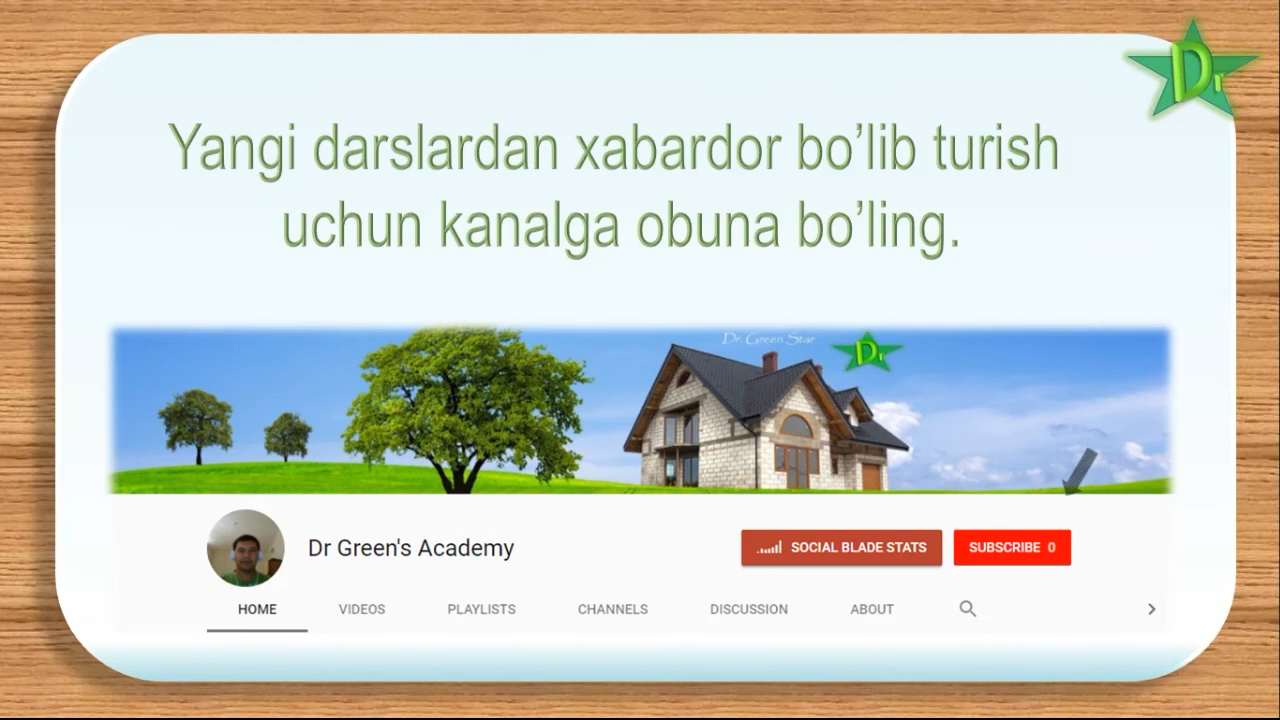 Dr
Yangi darslardan xabardor bo’lib turish
uchun kanalga obuna bo’ling.
Dr. Green Star
Dr
Dr Green's Academy
SOCIAL BLADE STATS
SUBSCRIBE 0
HOME VIDEOS PLAYLISTS CHANNELS DISCUSSION ABOUT